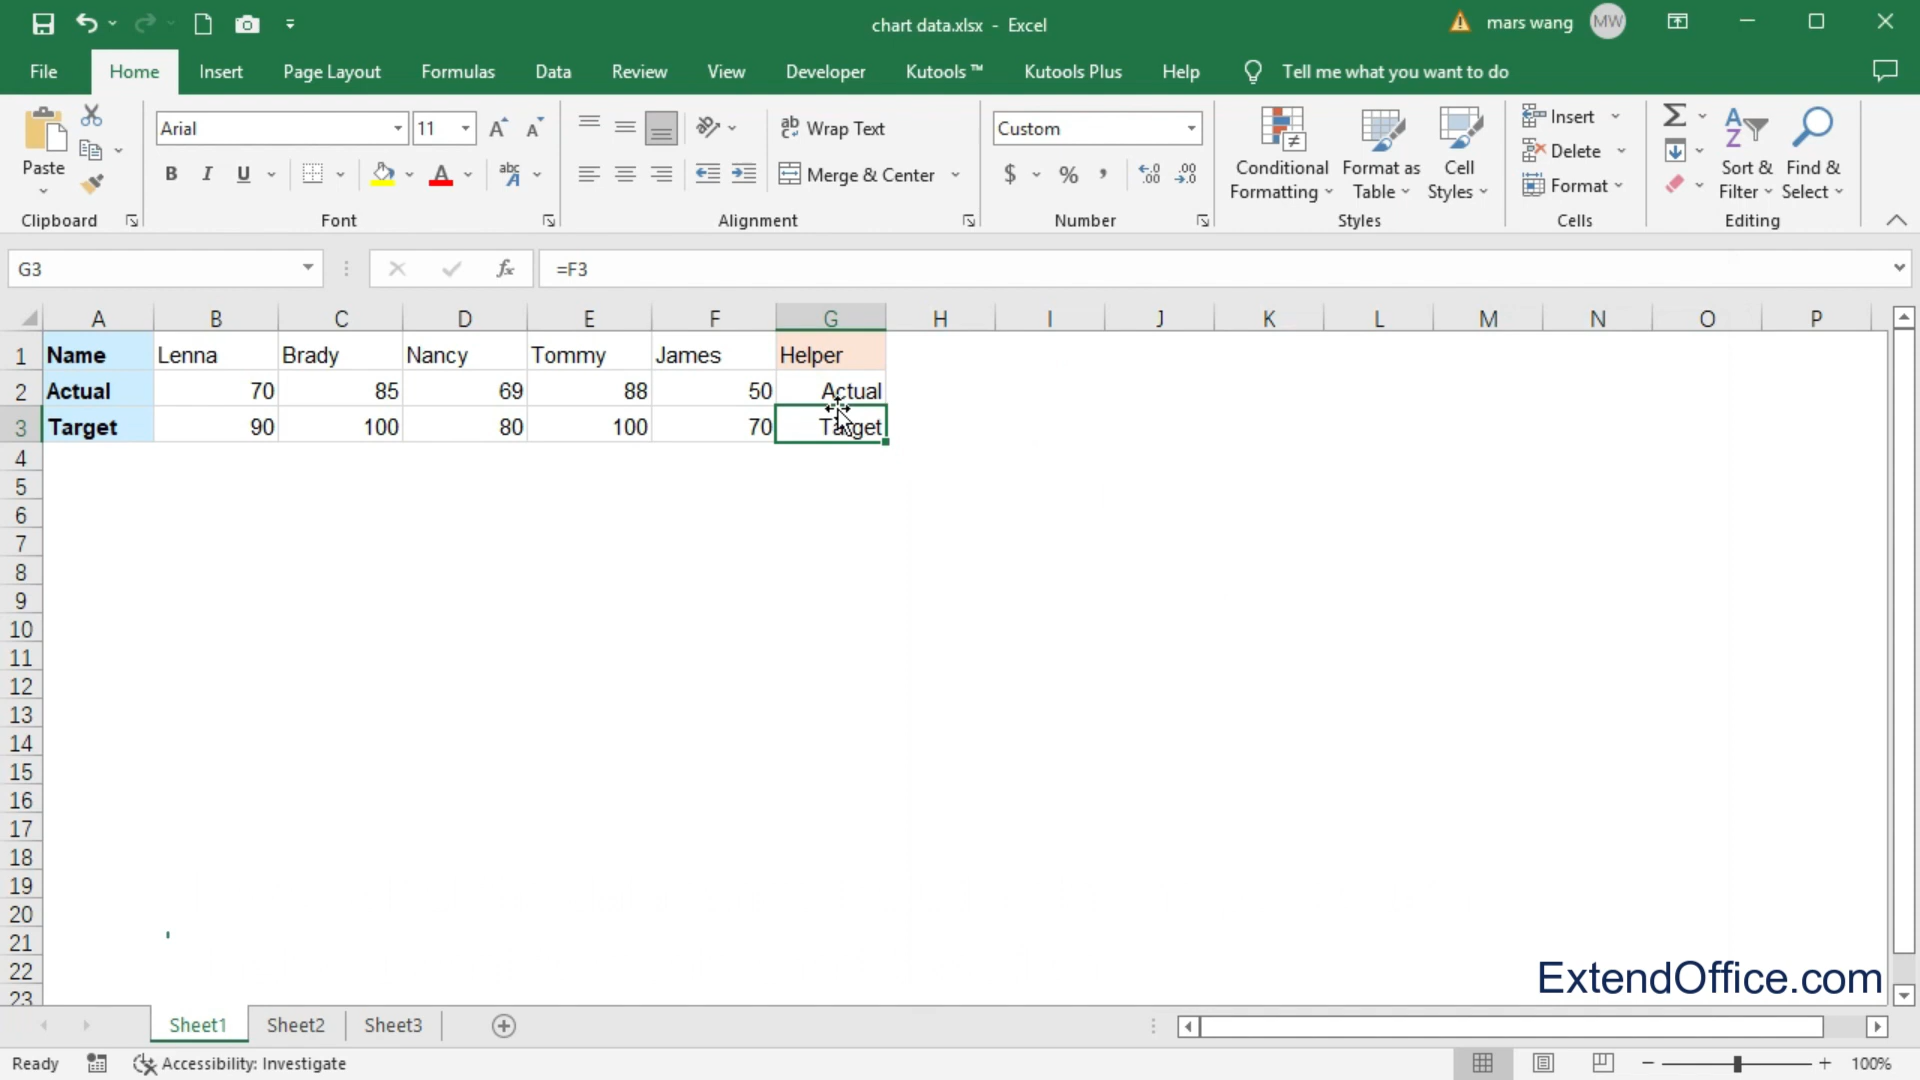 chart data.xlsx - Excel
mars wang MW
File Home Insert Page Layout Formulas Data Review View Developer Kutools ™ Kutools Plus Help Tell me what you want to do
Paste
Clipboard
Arial 11
B I U
Font
Wrap Text
Merge & Center
Alignment
Custom
$ % ,
Number
Conditional Formatting
Format as Table
Cell Styles
Styles
Insert
Delete
Format
Cells
Sort & Filter
Find & Select
Editing
G3 fx =F3
A B C D E F G H I J K L M N O P
1 Name Lenna Brady Nancy Tommy James Helper
2 Actual 70 85 69 88 50 Actual
3 Target 90 100 80 100 70 Target
4
5
6
7
8
9
10
11
12
13
14
15
16
17
18
19
20
21
22
23
ExtendOffice.com
Sheet1 Sheet2 Sheet3
Ready Accessibility: Investigate 100%